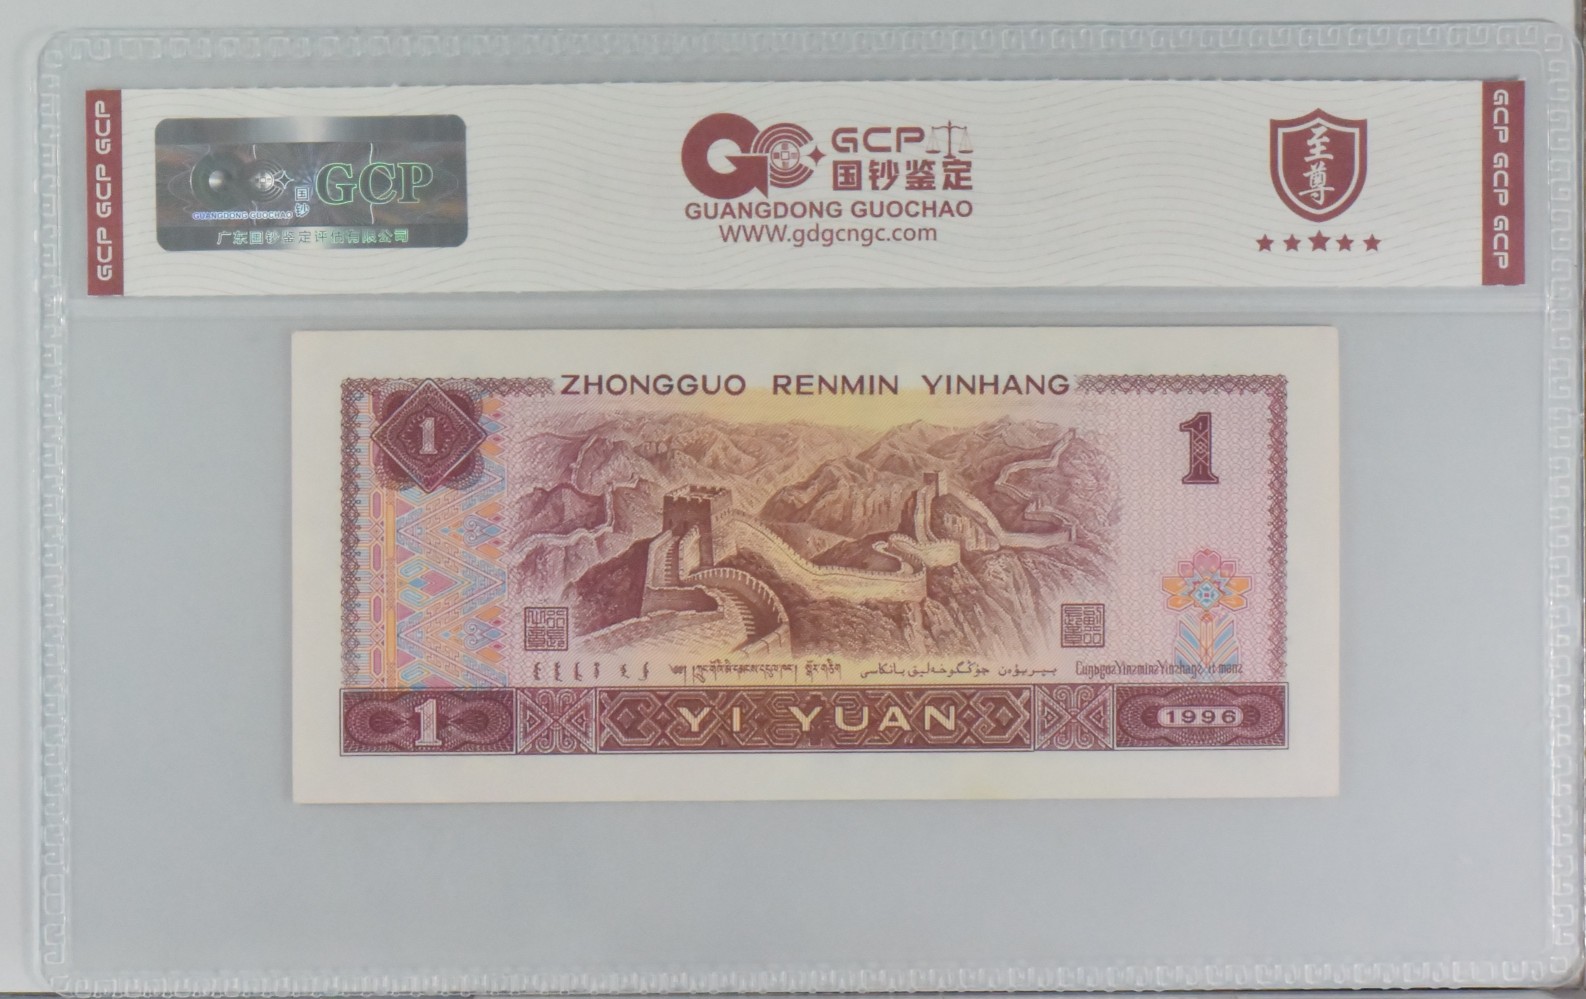 GCP GCP GCP
国钞
GCP
GUANGDONG GUOCHAO
广东国钞鉴定评估有限公司
GCP
国钞鉴定
GUANGDONG GUOCHAO
WWW.gdgcngc.com
至尊
GCP GCP GCP
ZHONGGUO RENMIN YINHANG
1
1
YI YUAN
1
1996